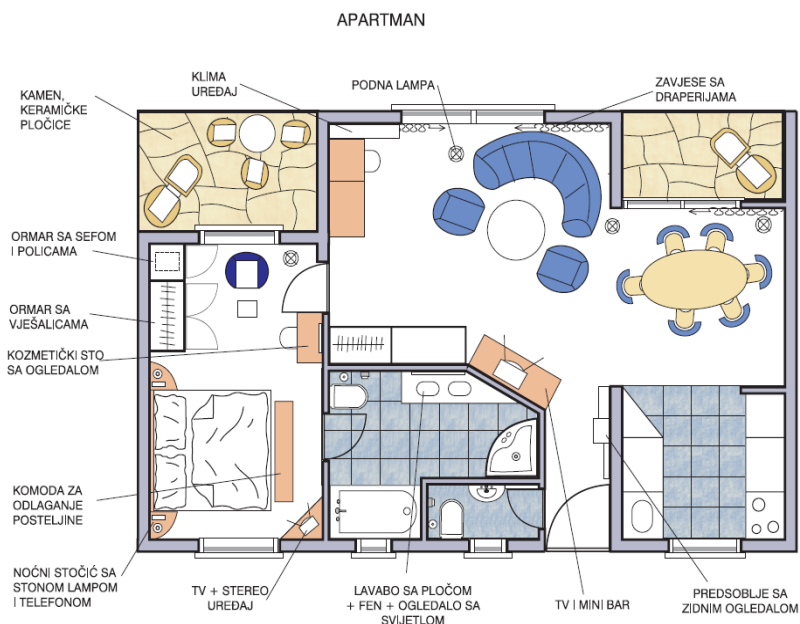 APARTMAN
KAMEN,
KERAMIČKE
PLOČICE
KLIMA
UREĐAJ
PODNA LAMPA
ZAVJESE SA
DRAPERIJAMA
ORMAR SA SEFOM
I POLICAMA
ORMAR SA
VJEŠALICAMA
KOZMETIČKI STO
SA OGLEDALOM
KOMODA ZA
ODLAGANJE
POSTELJINE
NOĆNI STOČIĆ SA
STONOM LAMPOM
I TELEFONOM
TV + STEREO
UREĐAJ
LAVABO SA PLOČOM
+ FEN + OGLEDALO SA
SVIJETLOM
TV I MINI BAR
PREDSOBLJE SA
ZIDNIM OGLEDALOM